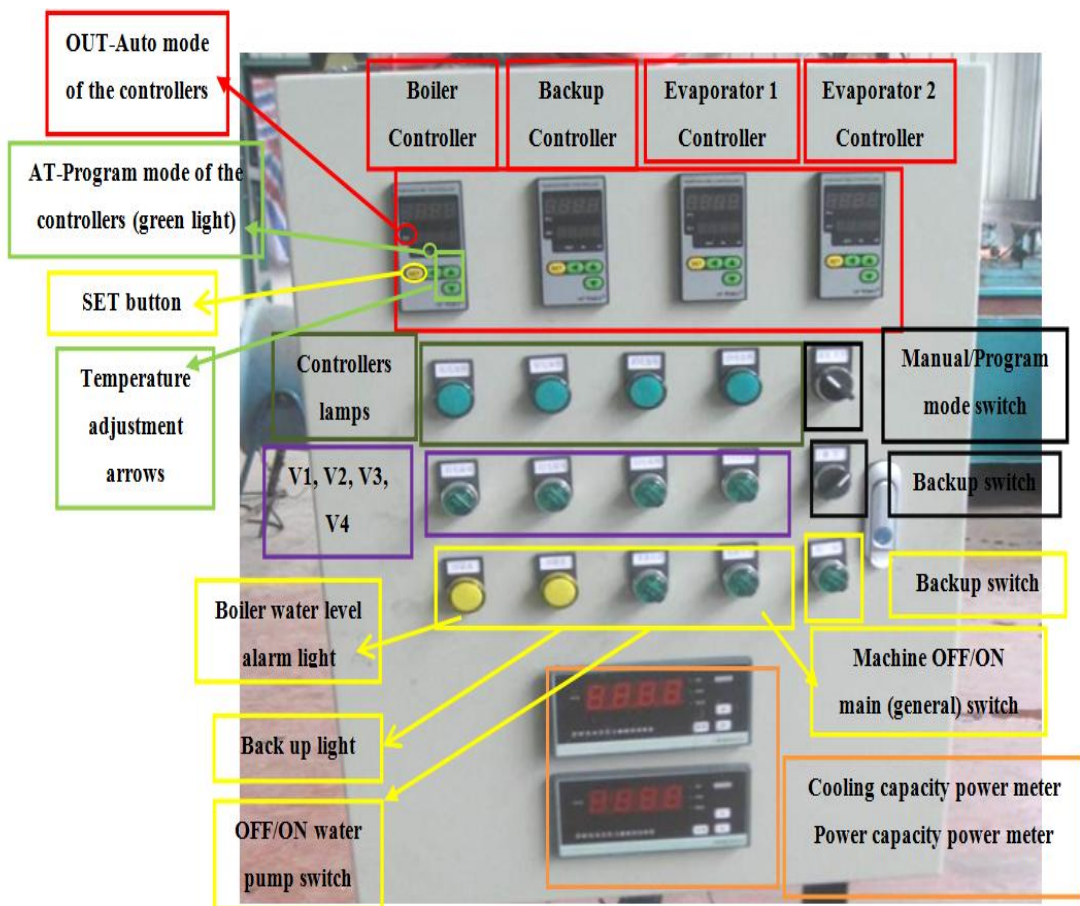 OUT-Auto mode
of the controllers
Boiler
Controller
Backup
Controller
Evaporator 1
Controller
Evaporator 2
Controller
AT-Program mode of the
controllers (green light)
SET button
Temperature
adjustment
arrows
Controllers
lamps
Manual/Program
mode switch
V1, V2, V3,
V4
Backup switch
Boiler water level
alarm light
Backup switch
Machine OFF/ON
main (general) switch
Back up light
OFF/ON water
pump switch
Cooling capacity power meter
Power capacity power meter
SET
SET
SET
SET